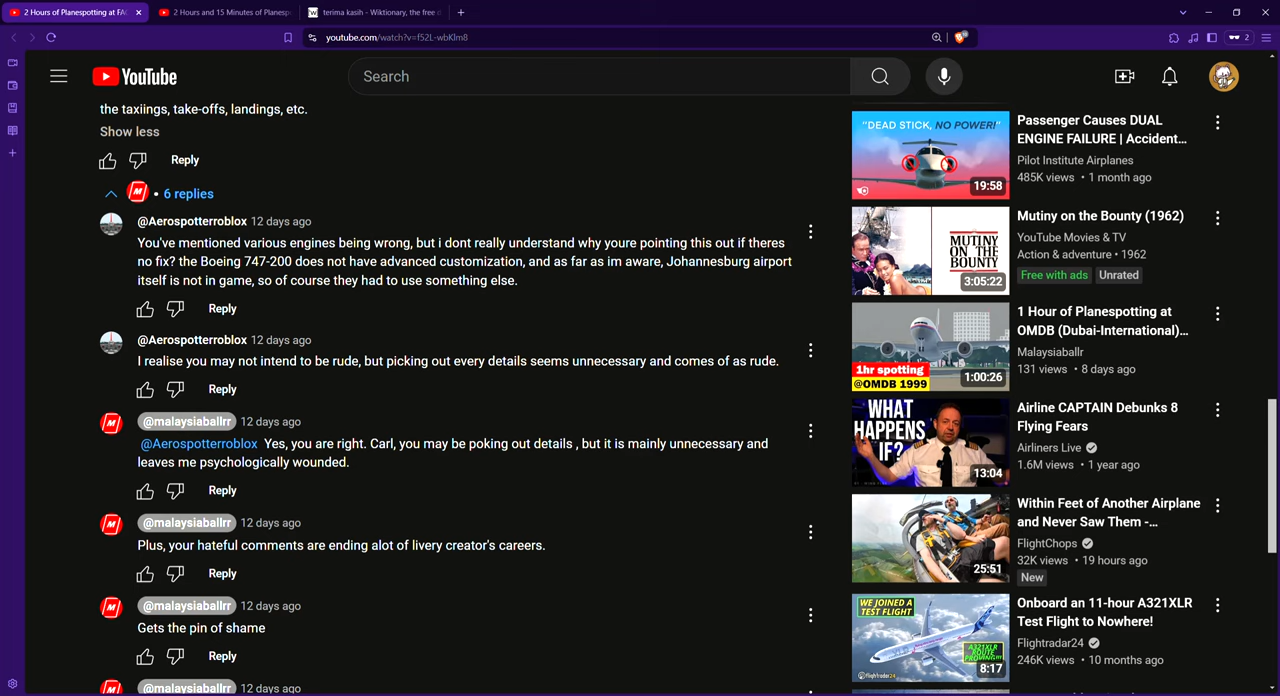 2 Hours of Planespotting at FAC
2 Hours and 15 Minutes of Planesp
terima kasih - Wiktionary, the free
youtube.com/watch?v=f52L-wbKlm8
2
YouTube
Search
the taxiings, take-offs, landings, etc.
Show less
Reply
• 6 replies
@Aerospotterroblox 12 days ago
You've mentioned various engines being wrong, but i dont really understand why youre pointing this out if theres
no fix? the Boeing 747-200 does not have advanced customization, and as far as im aware, Johannesburg airport
itself is not in game, so of course they had to use something else.
Reply
@Aerospotterroblox 12 days ago
I realise you may not intend to be rude, but picking out every details seems unnecessary and comes of as rude.
Reply
@malaysiaballrr 12 days ago
@Aerospotterroblox Yes, you are right. Carl, you may be poking out details , but it is mainly unnecessary and
leaves me psychologically wounded.
Reply
@malaysiaballrr 12 days ago
Plus, your hateful comments are ending alot of livery creator's careers.
Reply
@malaysiaballrr 12 days ago
Gets the pin of shame
Reply
@malaysiaballrr 12 days ago
"DEAD STICK, NO POWER!"
19:58
Passenger Causes DUAL
ENGINE FAILURE | Accident...
Pilot Institute Airplanes
485K views • 1 month ago
MUTINY
ON THE
BOUNTY
3:05:22
Mutiny on the Bounty (1962)
YouTube Movies & TV
Action & adventure • 1962
Free with ads Unrated
1hr spotting
@OMDB 1999
1:00:26
1 Hour of Planespotting at
OMDB (Dubai-International)...
Malaysiaballr
131 views • 8 days ago
WHAT
HAPPENS
IF?
13:04
Airline CAPTAIN Debunks 8
Flying Fears
Airliners Live
1.6M views • 1 year ago
25:51
Within Feet of Another Airplane
and Never Saw Them -...
FlightChops
32K views • 19 hours ago
New
WE JOINED A
TEST FLIGHT
A321XLR
ROUTE
PROVING!!!
flightradar24
8:17
Onboard an 11-hour A321XLR
Test Flight to Nowhere!
Flightradar24
246K views • 10 months ago